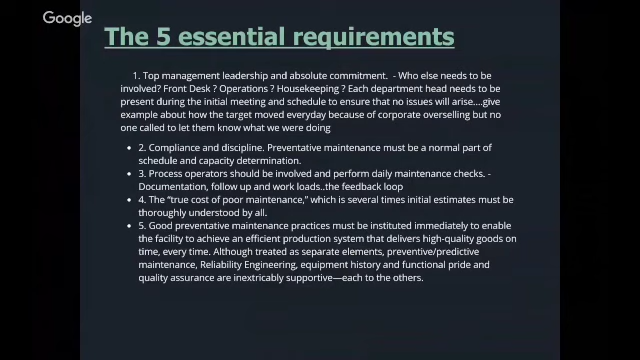 Google
The 5 essential requirements
1. Top management leadership and absolute commitment. - Who else needs to be
involved? Front Desk ? Operations ? Housekeeping ? Each department head needs to be
present during the initial meeting and schedule to ensure that no issues will arise....give
example about how the target moved everyday because of corporate overselling but no
one called to let them know what we were doing
• 2. Compliance and discipline. Preventative maintenance must be a normal part of
schedule and capacity determination.
• 3. Process operators should be involved and perform daily maintenance checks. -
Documentation, follow up and work loads..the feedback loop
• 4. The “true cost of poor maintenance,” which is several times initial estimates must be
thoroughly understood by all.
• 5. Good preventative maintenance practices must be instituted immediately to enable
the facility to achieve an efficient production system that delivers high-quality goods on
time, every time. Although treated as separate elements, preventive/predictive
maintenance, Reliability Engineering, equipment history and functional pride and
quality assurance are inextricably supportive—each to the others.